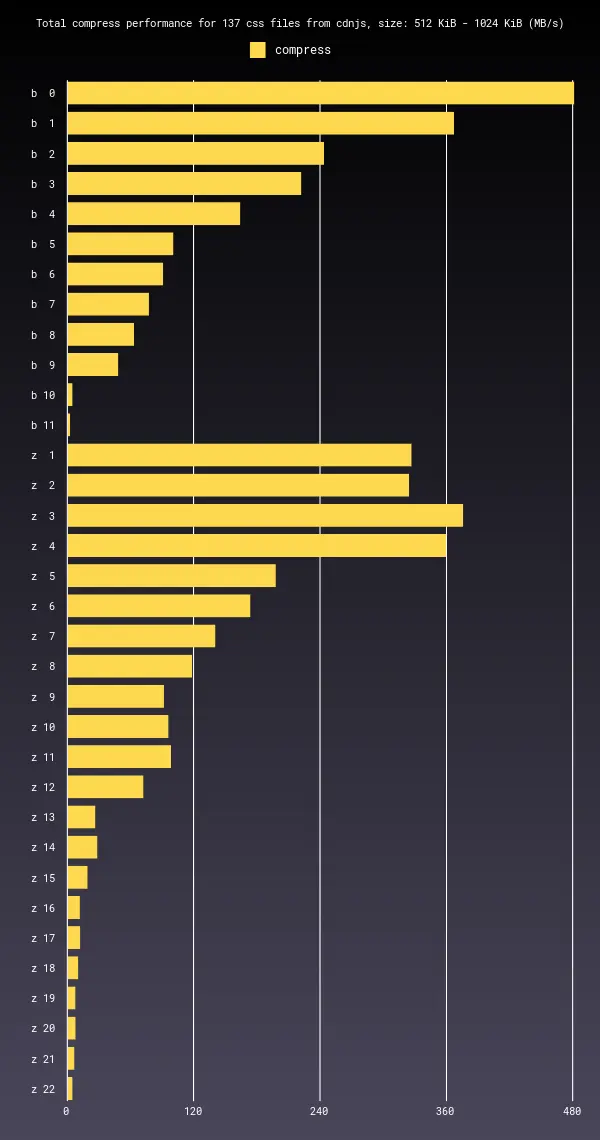 Total compress performance for 137 css files from cdnjs, size: 512 KiB - 1024 KiB (MB/s)
compress
b 0
b 1
b 2
b 3
b 4
b 5
b 6
b 7
b 8
b 9
b 10
b 11
z 1
z 2
z 3
z 4
z 5
z 6
z 7
z 8
z 9
z 10
z 11
z 12
z 13
z 14
z 15
z 16
z 17
z 18
z 19
z 20
z 21
z 22
0 120 240 360 480